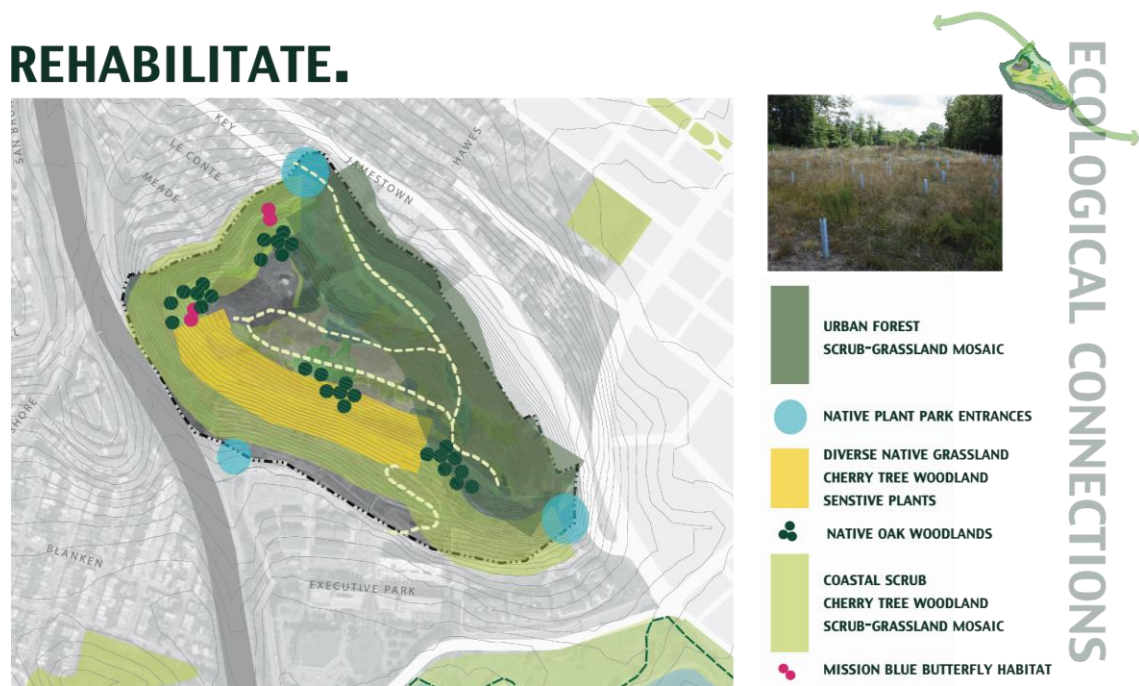 REHABILITATE.
ECOLOGICAL CONNECTIONS
SAN BRU
KEY
LE CONTE
MEADE
JAMESTOWN
HAWES
SHORE
BLANKEN
EXECUTIVE PARK
URBAN FOREST
SCRUB-GRASSLAND MOSAIC
NATIVE PLANT PARK ENTRANCES
DIVERSE NATIVE GRASSLAND
CHERRY TREE WOODLAND
SENSTIVE PLANTS
NATIVE OAK WOODLANDS
COASTAL SCRUB
CHERRY TREE WOODLAND
SCRUB-GRASSLAND MOSAIC
MISSION BLUE BUTTERFLY HABITAT